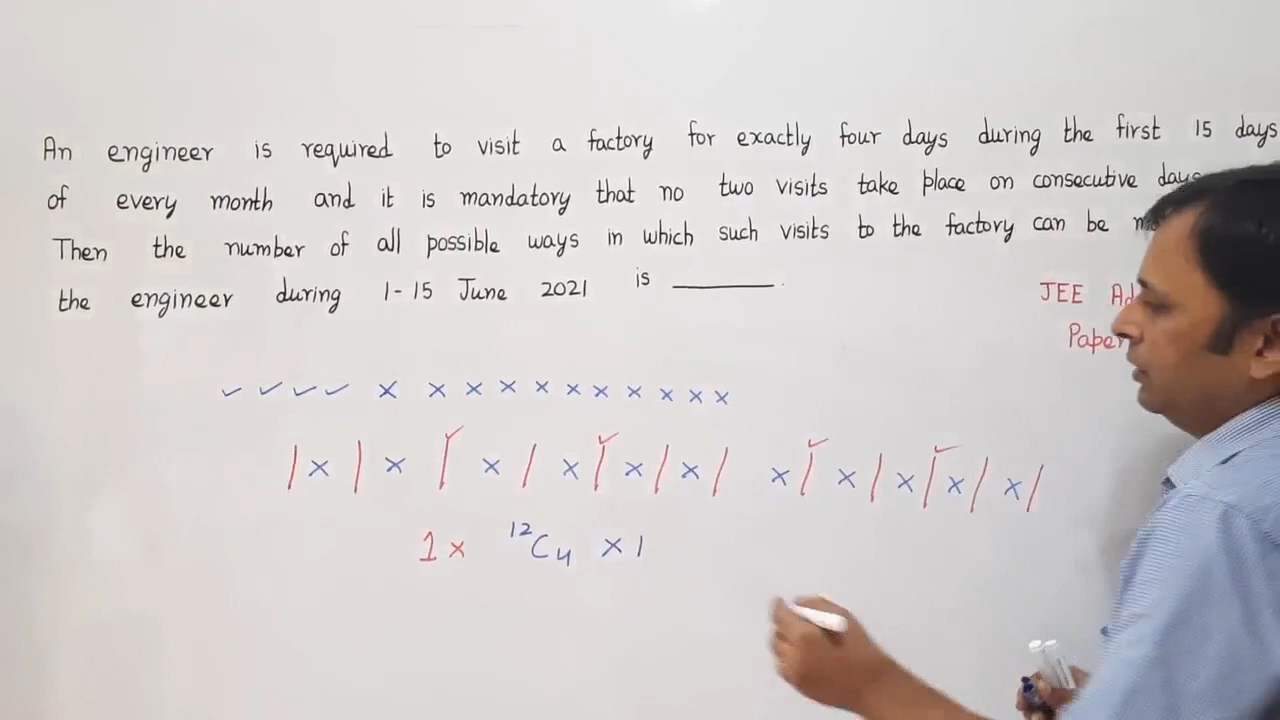 An engineer is required to visit a factory for exactly four days during the first 15 days
of every month and it is mandatory that no two visits take place on consecutive days
Then the number of all possible ways in which such visits to the factory can be
the engineer during 1-15 June 2021 is ______.
JEE
Paper
✓ ✓ ✓ ✓ × × × × × × × × × × ×
| × | × | × | × | × | × | × | × | × | × | × |
1 × ¹²C₄ × 1